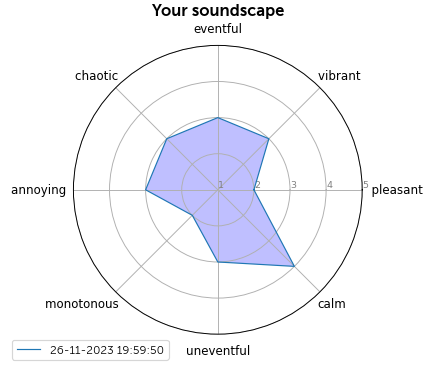 Your soundscape
eventful
chaotic
vibrant
annoying
1
2
3
4
5
pleasant
monotonous
calm
uneventful
26-11-2023 19:59:50